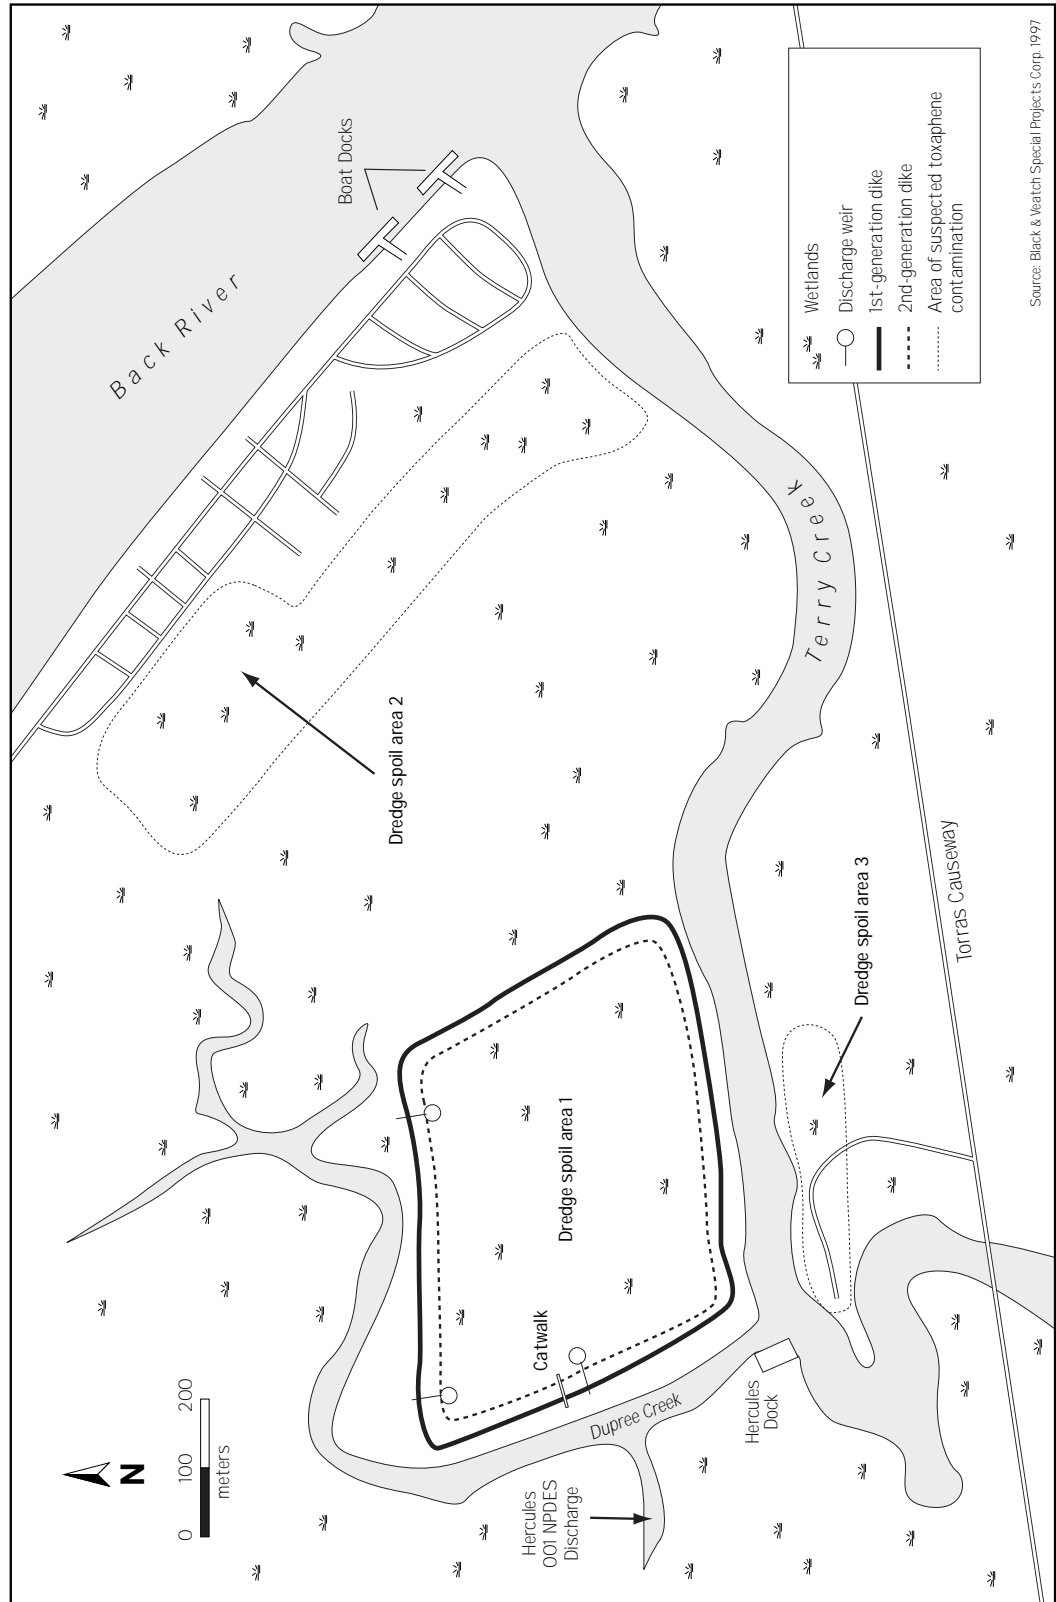 Back River
Boat Docks
Wetlands
Discharge weir
1st-generation dike
2nd-generation dike
Area of suspected toxaphene
contamination
Source: Black & Veatch Special Projects Corp. 1997
Dredge spoil area 2
Terry Creek
Dredge spoil area 3
Torras Causeway
Dredge spoil area 1
Catwalk
Dupree Creek
Hercules
Dock
Hercules
001 NPDES
Discharge
N
0 100 200
meters